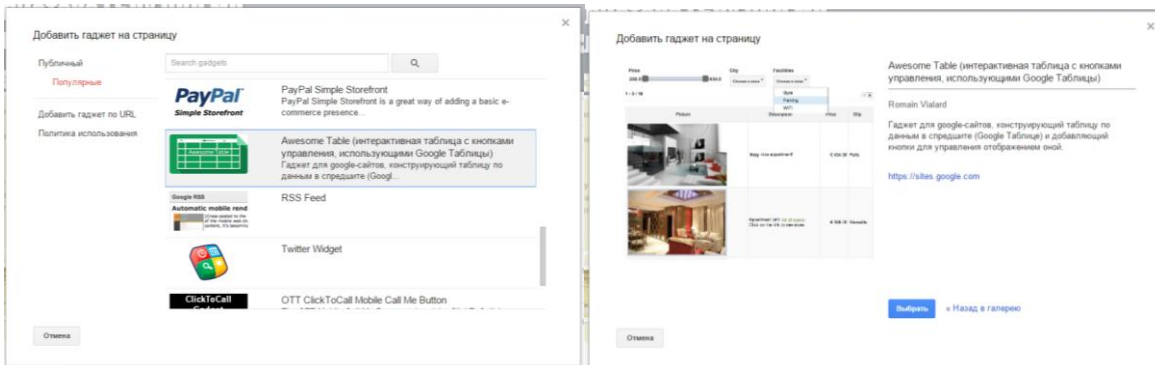 Добавить гаджет на страницу
Публичный
Популярные
Добавить гаджет по URL
Политика использования
Search gadgets
PayPal
Simple Storefront
PayPal Simple Storefront
PayPal Simple Storefront is a great way of adding a basic e-
commerce presence...
Awesome Table
Awesome Table (интерактивная таблица с кнопками
управления, использующими Google Таблицы)
Гаджет для google-сайтов, конструирующий таблицу по
данным в спредшите (Googl...
Google RSS
Automatic mobile rend
RSS Feed
Twitter Widget
ClickToCall
OTT ClickToCall Mobile Call Me Button
Отмена
Добавить гаджет на страницу
Price
City
Facilities
Gym
Parking
WiFi
Picture
Description
Price
City
Awesome Table (интерактивная таблица с кнопками
управления, использующими Google Таблицы)
Romain Vialard
Гаджет для google-сайтов, конструирующий таблицу по
данным в спредшите (Google Таблице) и добавляющий
кнопки для управления отображением оной.
https://sites.google.com
Выбрать
« Назад в галерею
Отмена